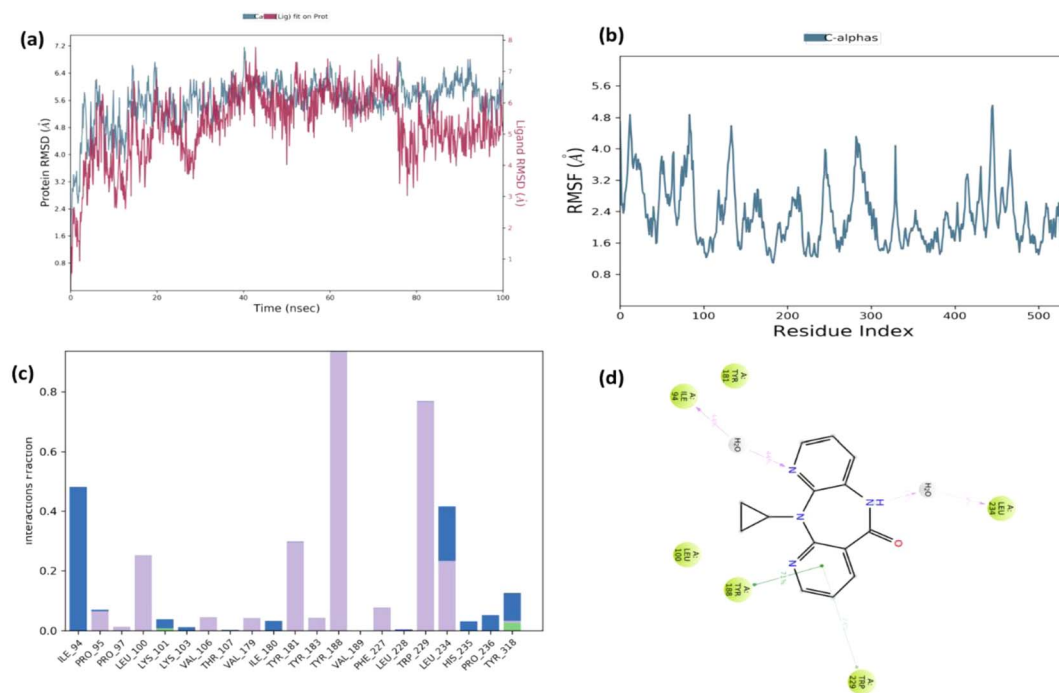 (a)
(Lig) fit on Prot
Protein RMSD (Å)
7.2
6.4
5.6
4.8
4.0
3.2
2.4
1.6
0.8
8
7
6
5
4
3
2
1
Ligand RMSD (Å)
0 20 40 60 80 100
Time (nsec)
(b)
C-alphas
RMSF (Å)
5.6
4.8
4.0
3.2
2.4
1.6
0.8
0 100 200 300 400 500
Residue Index
(c)
Interactions Fraction
0.8
0.6
0.4
0.2
0.0
ILE_94
PRO_95
PRO_97
LEU_100
LYS_101
LYS_103
VAL_106
THR_107
VAL_179
ILE_180
TYR_181
TYR_183
TYR_188
VAL_189
PHE_227
LEU_228
TRP_229
LEU_234
HIS_235
PRO_236
TYR_318
(d)
A:
TYR
181
A:
ILE
94
H₂O
N
N
H
N
H₂O
A:
LEU
234
O
N
A:
LEU
100
A:
TYR
188
A:
TRP
229